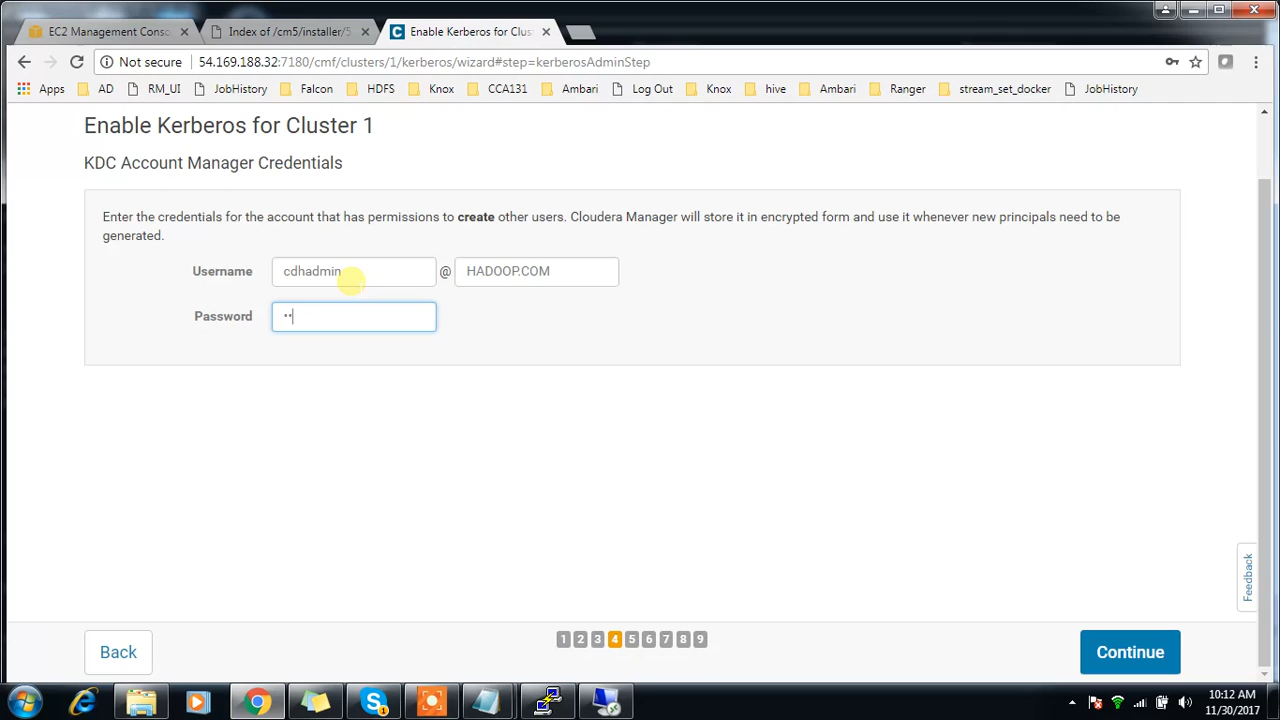 EC2 Management Conso
Index of /cm5/installer/5
Enable Kerberos for Clus
Not secure
54.169.188.32:7180/cmf/clusters/1/kerberos/wizard#step=kerberosAdminStep
Apps AD RM_UI JobHistory Falcon HDFS Knox CCA131 Ambari Log Out Knox hive Ambari Ranger stream_set_docker JobHistory
Enable Kerberos for Cluster 1
KDC Account Manager Credentials
Enter the credentials for the account that has permissions to create other users. Cloudera Manager will store it in encrypted form and use it whenever new principals need to be
generated.
Username cdhadmin @ HADOOP.COM
Password ••
Feedback
Back 1 2 3 4 5 6 7 8 9 Continue
10:12 AM
11/30/2017